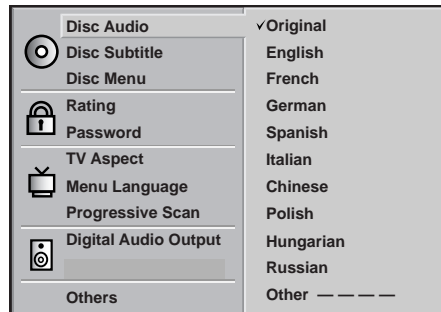 Disc Audio
Disc Subtitle
Disc Menu
Rating
Password
TV Aspect
Menu Language
Progressive Scan
Digital Audio Output
Others
✓Original
English
French
German
Spanish
Italian
Chinese
Polish
Hungarian
Russian
Other — — — —